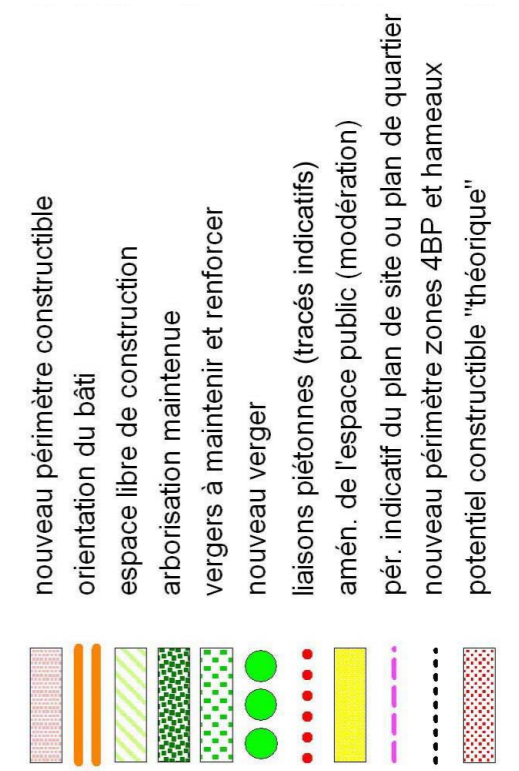 nouveau périmètre constructible
orientation du bâti
espace libre de construction
arborisation maintenue
vergers à maintenir et renforcer
nouveau verger
liaisons piétonnes (tracés indicatifs)
amén. de l'espace public (modération)
pér. indicatif du plan de site ou plan de quartier
nouveau périmètre zones 4BP et hameaux
potentiel constructible "théorique"